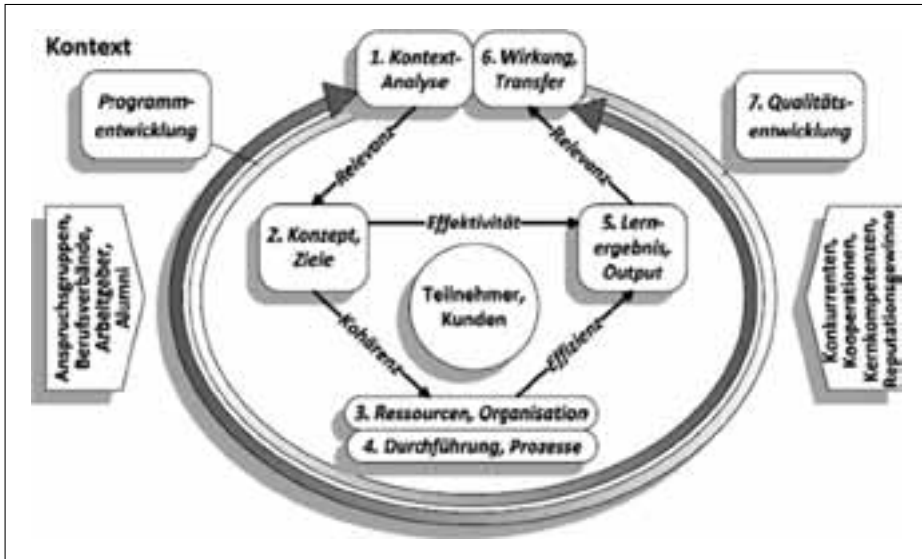 Kontext
1. Kontext-
Analyse
6. Wirkung,
Transfer
Programm-
entwicklung
7. Qualitäts-
entwicklung
Relevanz
Relevanz
Anspruchsgruppen,
Berufsverbände,
Arbeitgeber,
Alumni
2. Konzept,
Ziele
Effektivität
5. Lern-
ergebnis,
Output
Konkurrenten,
Kooperationen,
Kernkompetenzen,
Reputationsgewinne
Teilnehmer,
Kunden
Kohärenz
Effizienz
3. Ressourcen, Organisation
4. Durchführung, Prozesse